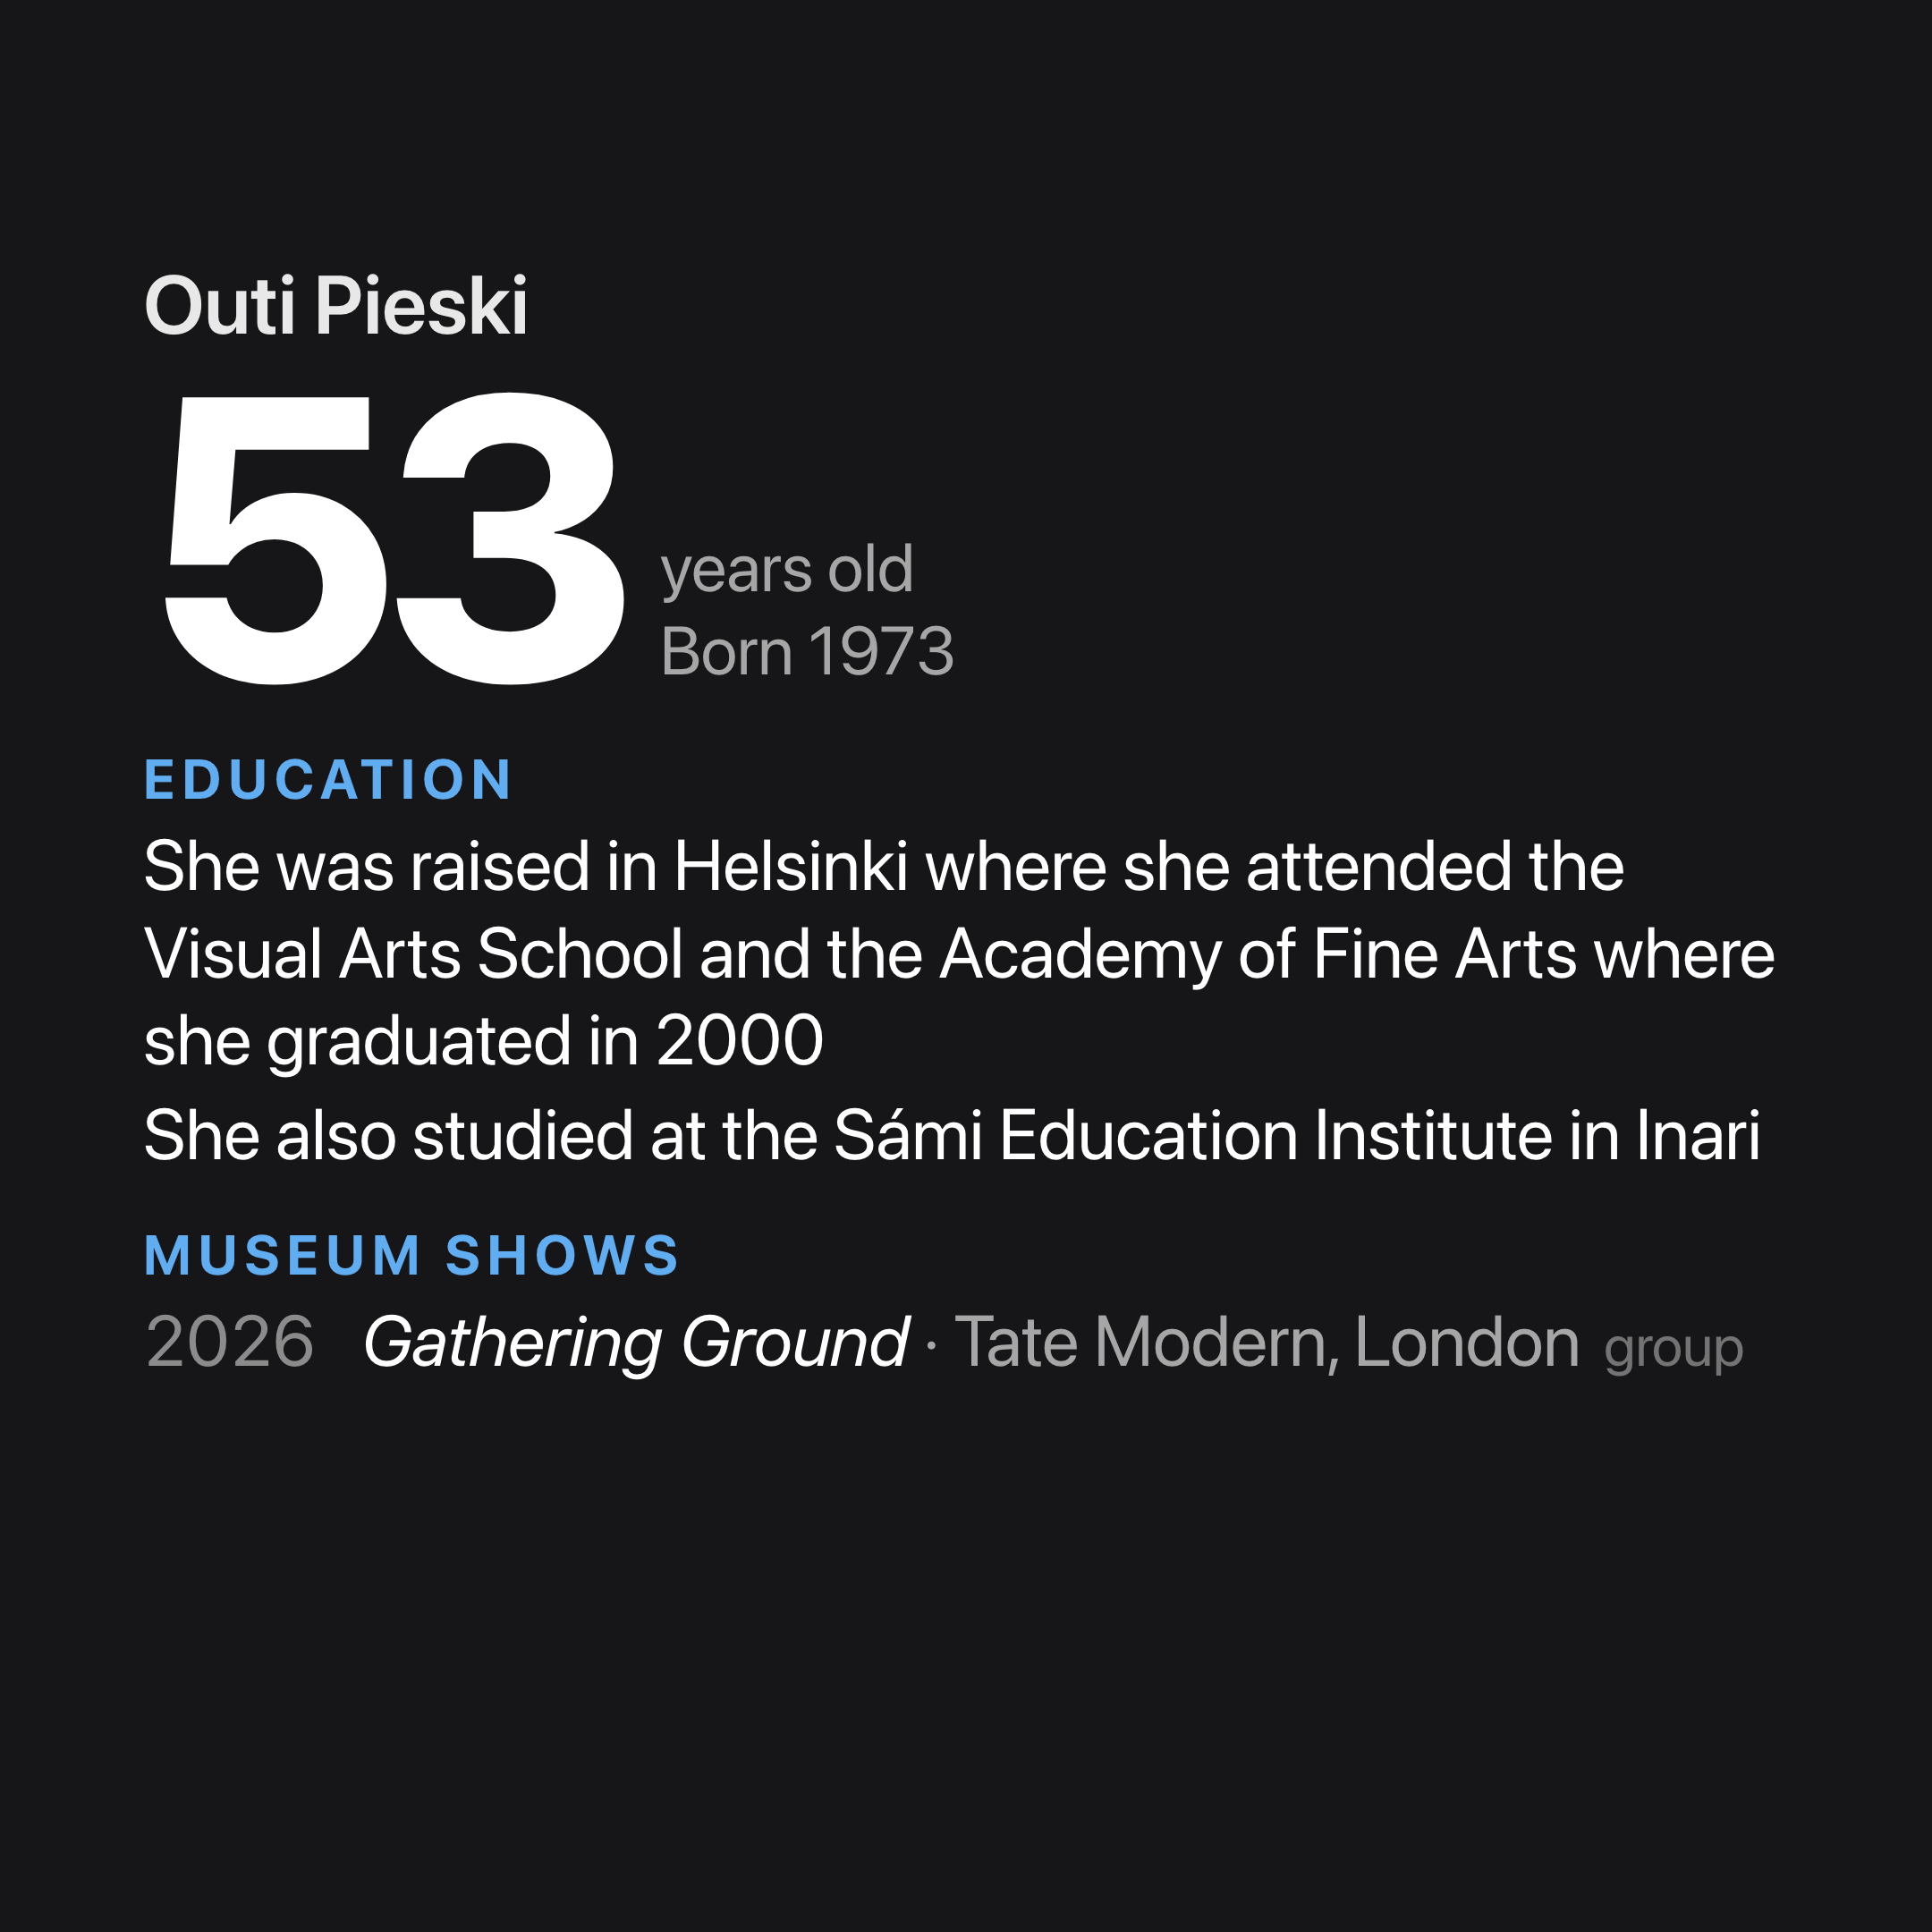 Outi Pieski
53
years old
Born 1973
EDUCATION
She was raised in Helsinki where she attended the
Visual Arts School and the Academy of Fine Arts where
she graduated in 2000
She also studied at the Sámi Education Institute in Inari
MUSEUM SHOWS
2026 Gathering Ground · Tate Modern, London group